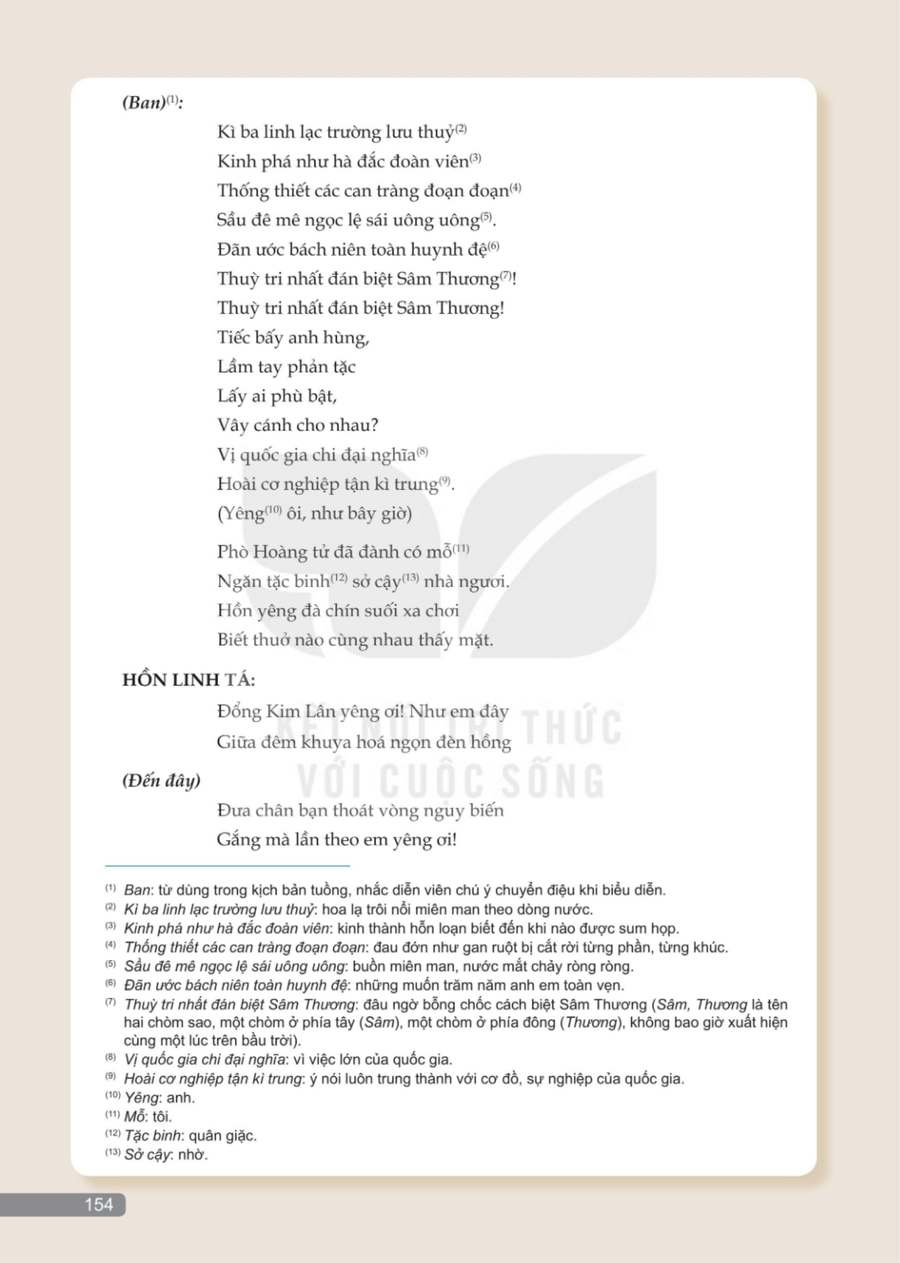 (Ban)⁽¹⁾:
Kì ba linh lạc trường lưu thuỷ⁽²⁾
Kinh phá như hà đắc đoàn viên⁽³⁾
Thống thiết các can tràng đoạn đoạn⁽⁴⁾
Sầu đê mê ngọc lệ sái uông uông⁽⁵⁾.
Đãn ước bách niên toàn huynh đệ⁽⁶⁾
Thuỳ tri nhất đán biệt Sâm Thương⁽⁷⁾!
Thuỳ tri nhất đán biệt Sâm Thương!
Tiếc bấy anh hùng,
Lầm tay phản tặc
Lấy ai phù bật,
Vây cánh cho nhau?
Vị quốc gia chi đại nghĩa⁽⁸⁾
Hoài cơ nghiệp tận kì trung⁽⁹⁾.
(Yêng⁽¹⁰⁾ ôi, như bây giờ)
Phò Hoàng tử đã đành có mỗ⁽¹¹⁾
Ngăn tặc binh⁽¹²⁾ sở cậy⁽¹³⁾ nhà ngươi.
Hồn yêng đà chín suối xa chơi
Biết thuở nào cùng nhau thấy mặt.
HỒN LINH TÁ:
Đổng Kim Lân yêng ơi! Như em đây
Giữa đêm khuya hoá ngọn đèn hồng
(Đến đây)
Đưa chân bạn thoát vòng nguy biến
Gắng mà lần theo em yêng ơi!
KẾT NỐI TRI THỨC
VỚI CUỘC SỐNG
⁽¹⁾ Ban: từ dùng trong kịch bản tuồng, nhắc diễn viên chú ý chuyển điệu khi biểu diễn.
⁽²⁾ Kì ba linh lạc trường lưu thuỷ: hoa lạ trôi nổi miên man theo dòng nước.
⁽³⁾ Kinh phá như hà đắc đoàn viên: kinh thành hỗn loạn biết đến khi nào được sum họp.
⁽⁴⁾ Thống thiết các can tràng đoạn đoạn: đau đớn như gan ruột bị cắt rời từng phần, từng khúc.
⁽⁵⁾ Sầu đê mê ngọc lệ sái uông uông: buồn miên man, nước mắt chảy ròng ròng.
⁽⁶⁾ Đãn ước bách niên toàn huynh đệ: những muốn trăm năm anh em toàn vẹn.
⁽⁷⁾ Thuỳ tri nhất đán biệt Sâm Thương: đâu ngờ bỗng chốc cách biệt Sâm Thương (Sâm, Thương là tên
hai chòm sao, một chòm ở phía tây (Sâm), một chòm ở phía đông (Thương), không bao giờ xuất hiện
cùng một lúc trên bầu trời).
⁽⁸⁾ Vị quốc gia chi đại nghĩa: vì việc lớn của quốc gia.
⁽⁹⁾ Hoài cơ nghiệp tận kì trung: ý nói luôn trung thành với cơ đồ, sự nghiệp của quốc gia.
⁽¹⁰⁾ Yêng: anh.
⁽¹¹⁾ Mỗ: tôi.
⁽¹²⁾ Tặc binh: quân giặc.
⁽¹³⁾ Sở cậy: nhờ.
154